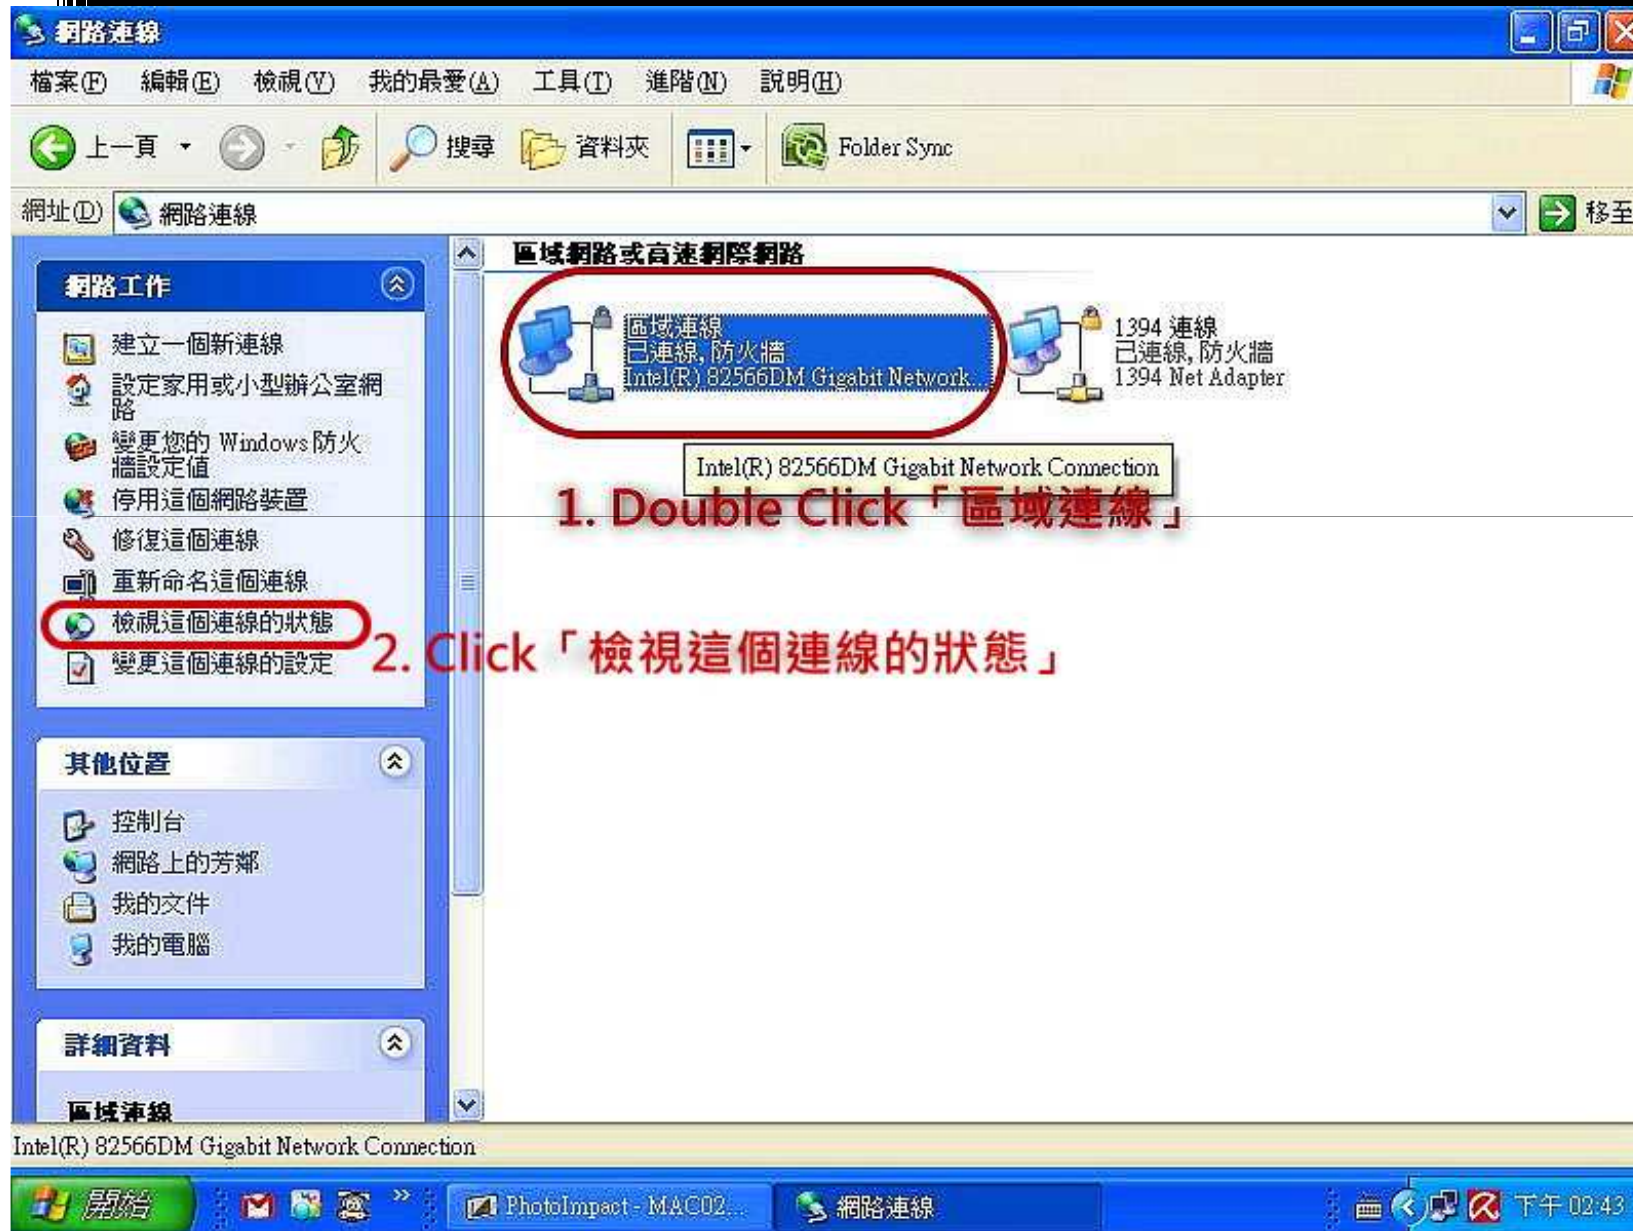 網路連線
檔案(F) 編輯(E) 檢視(V) 我的最愛(A) 工具(T) 進階(N) 說明(H)
上一頁 搜尋 資料夾 Folder Sync
網址(D) 網路連線 移至
網路工作
建立一個新連線
設定家用或小型辦公室網
路
變更您的 Windows 防火
牆設定值
停用這個網路裝置
修復這個連線
重新命名這個連線
檢視這個連線的狀態
變更這個連線的設定
其他位置
控制台
網路上的芳鄰
我的文件
我的電腦
詳細資料
區域連線
區域網路或高速網際網路
區域連線
已連線, 防火牆
Intel(R) 82566DM Gigabit Network...
1394 連線
已連線, 防火牆
1394 Net Adapter
Intel(R) 82566DM Gigabit Network Connection
1. Double Click「區域連線」
2. Click「檢視這個連線的狀態」
Intel(R) 82566DM Gigabit Network Connection
開始 » PhotoImpact - MAC02... 網路連線 下午 02:43